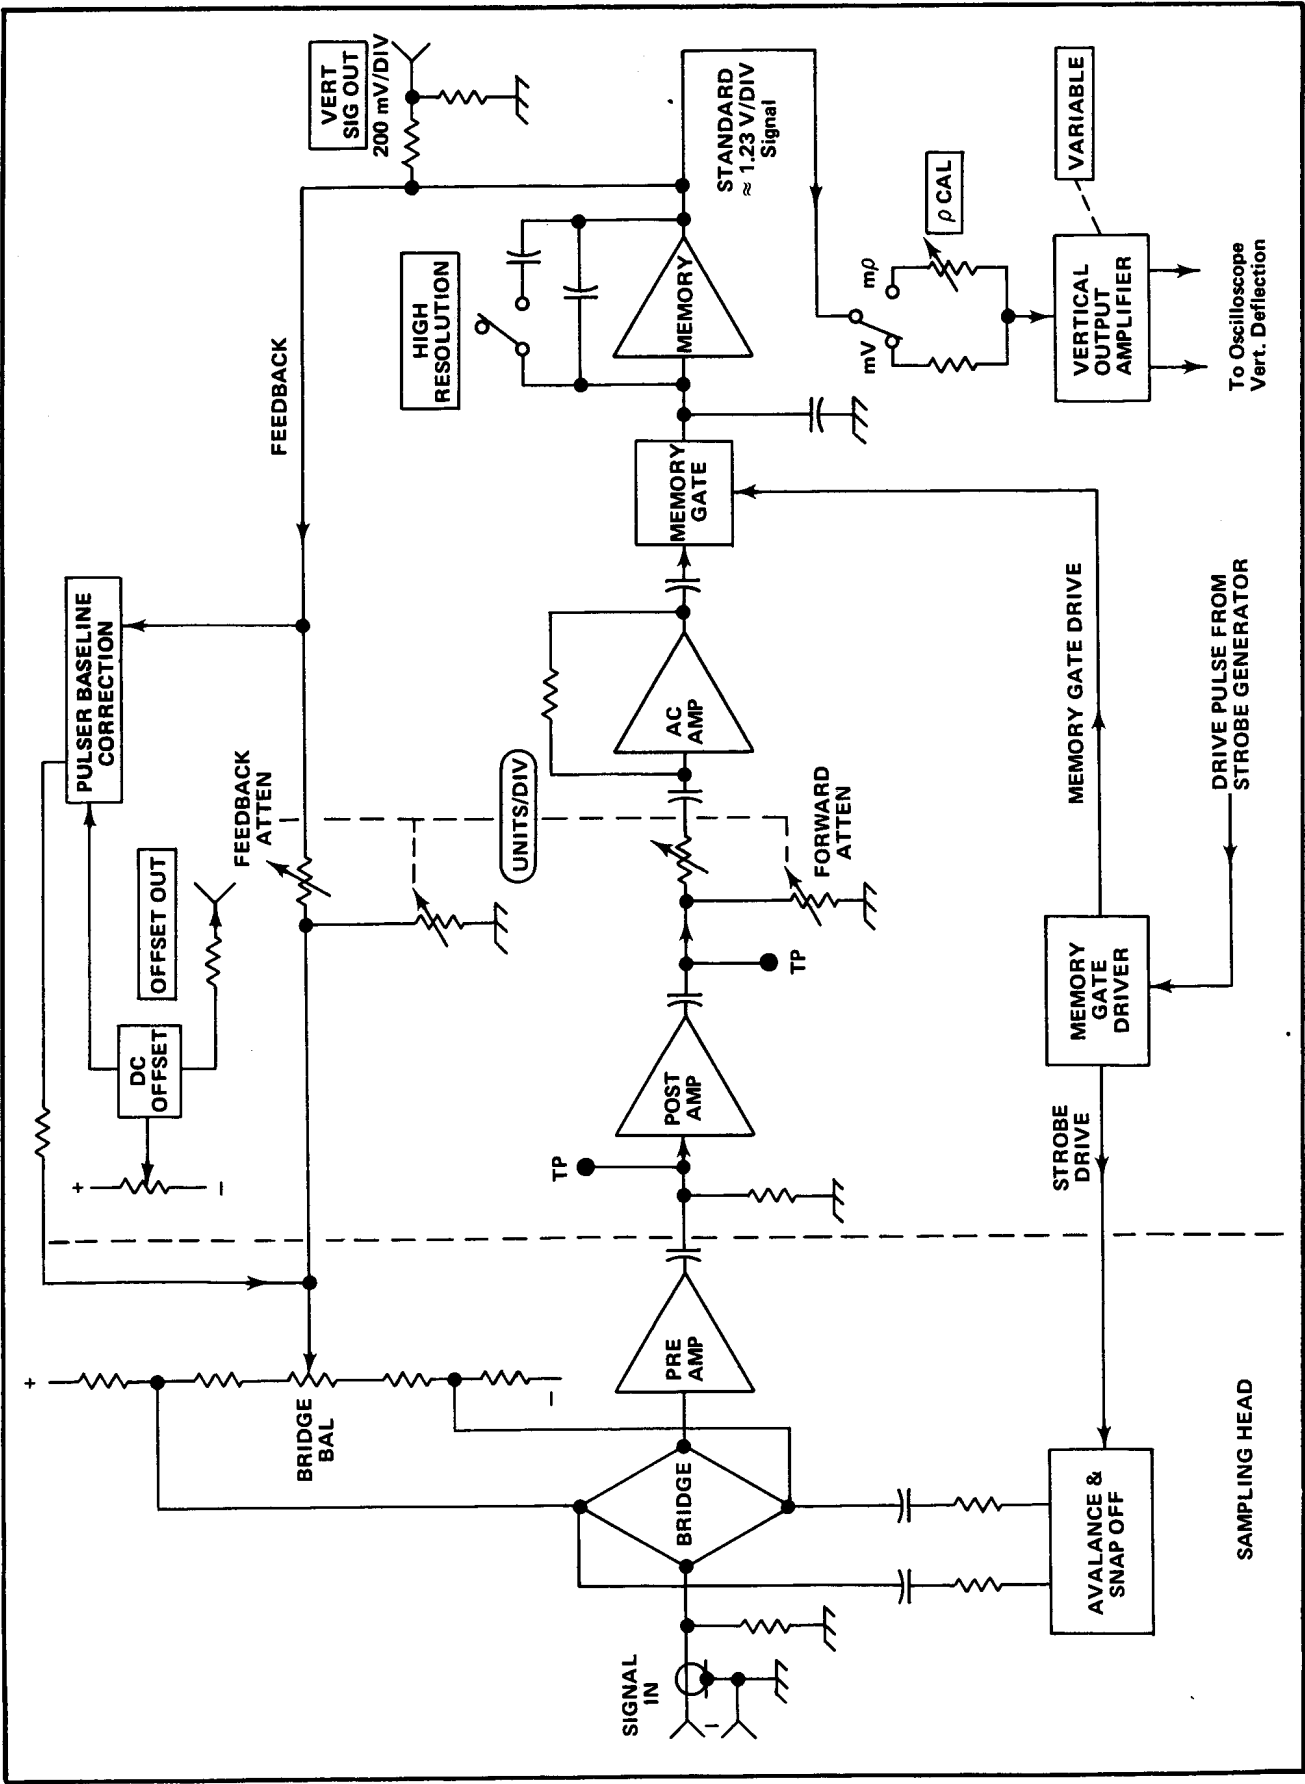 VERT
SIG OUT
200 mV/DIV
FEEDBACK
HIGH
RESOLUTION
STANDARD
≈ 1.23 V/DIV
Signal
PULSER BASELINE
CORRECTION
DC
OFFSET
OFFSET OUT
FEEDBACK
ATTEN
UNITS/DIV
FORWARD
ATTEN
+
−
+
BRIDGE
BAL
−
SIGNAL
IN
BRIDGE
PRE
AMP
TP
POST
AMP
TP
AC
AMP
MEMORY
GATE
MEMORY
mV
mρ
ρ CAL
VARIABLE
VERTICAL
OUTPUT
AMPLIFIER
To Oscilloscope
Vert. Deflection
AVALANCE &
SNAP OFF
STROBE
DRIVE
MEMORY
GATE
DRIVER
MEMORY GATE DRIVE
DRIVE PULSE FROM
STROBE GENERATOR
SAMPLING HEAD